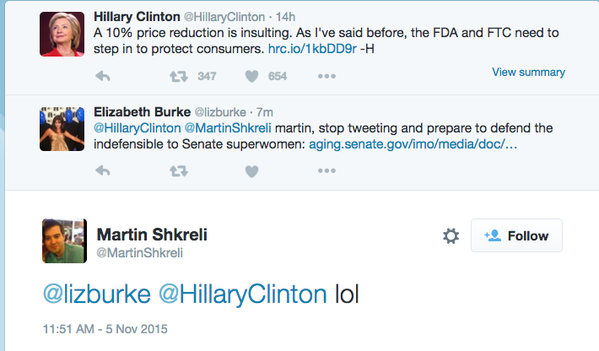 Hillary Clinton @HillaryClinton · 14h
A 10% price reduction is insulting. As I've said before, the FDA and FTC need to
step in to protect consumers. hrc.io/1kbDD9r -H
347 654
View summary
Elizabeth Burke @lizburke · 7m
@HillaryClinton @MartinShkreli martin, stop tweeting and prepare to defend the
indefensible to Senate superwomen: aging.senate.gov/imo/media/doc/…
Martin Shkreli
@MartinShkreli
Follow
@lizburke @HillaryClinton lol
11:51 AM - 5 Nov 2015